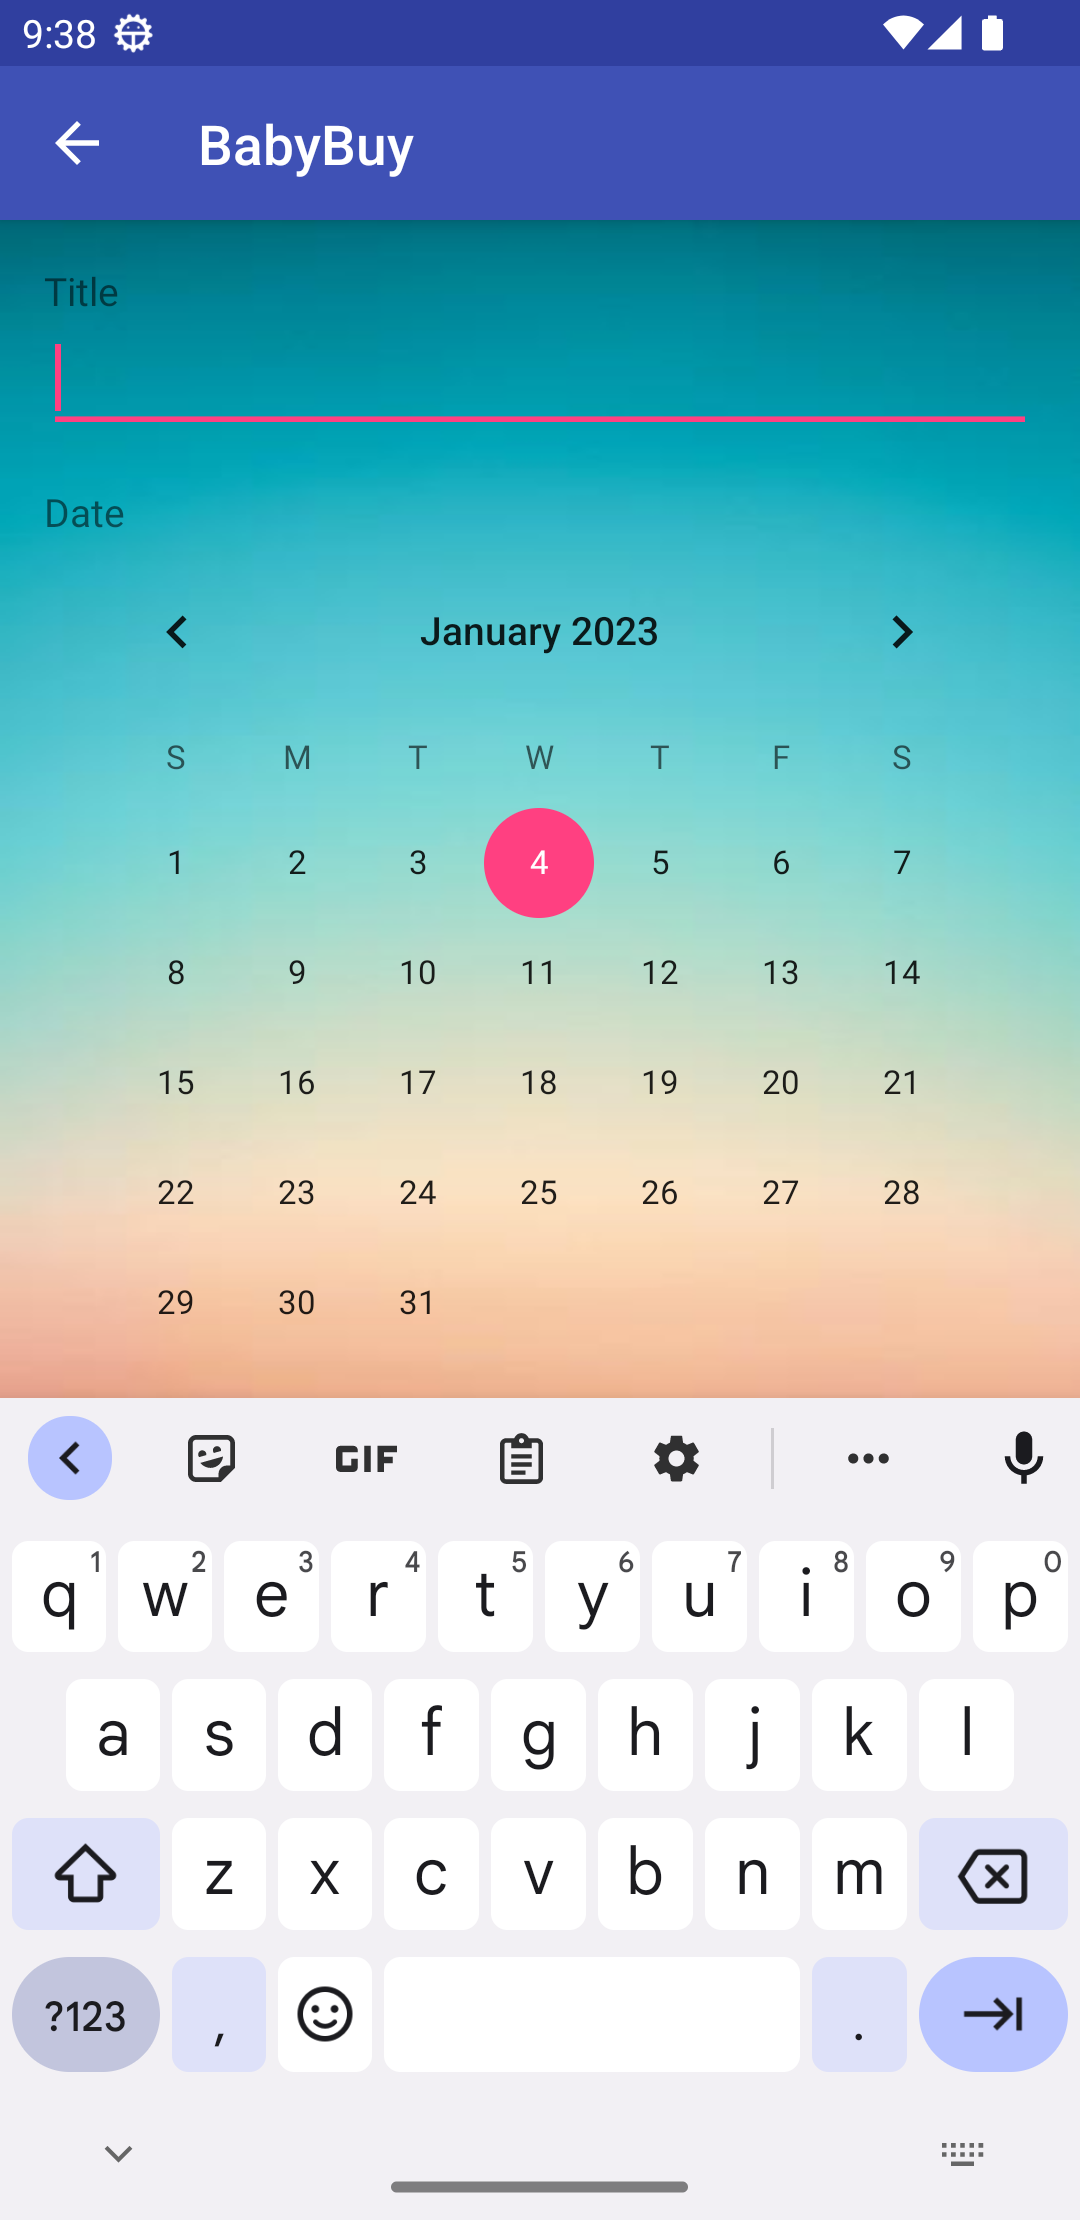 9:38
BabyBuy
Title
Date
January 2023
S M T W T F S
1 2 3 4 5 6 7
8 9 10 11 12 13 14
15 16 17 18 19 20 21
22 23 24 25 26 27 28
29 30 31
GIF
1 2 3 4 5 6 7 8 9 0
q w e r t y u i o p
a s d f g h j k l
z x c v b n m
?123 , .